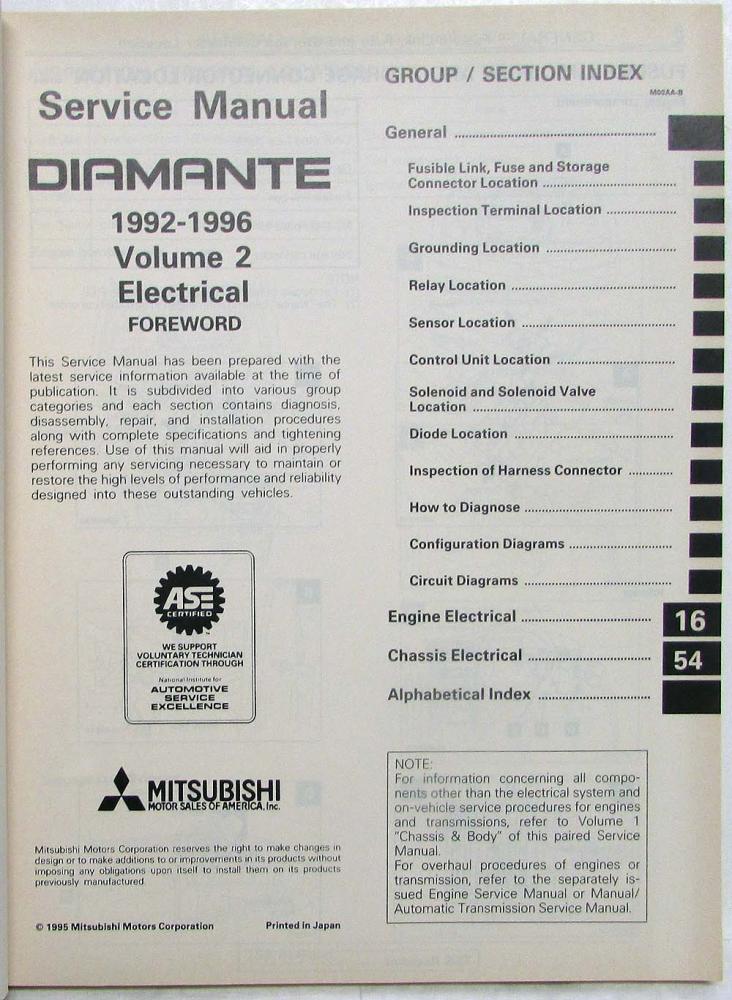 Service Manual
DIAMANTE
1992-1996
Volume 2
Electrical
FOREWORD
This Service Manual has been prepared with the
latest service information available at the time of
publication. It is subdivided into various group
categories and each section contains diagnosis,
disassembly, repair, and installation procedures
along with complete specifications and tightening
references. Use of this manual will aid in properly
performing any servicing necessary to maintain or
restore the high levels of performance and reliability
designed into these outstanding vehicles.
ASE
CERTIFIED
WE SUPPORT
VOLUNTARY TECHNICIAN
CERTIFICATION THROUGH
National Institute for
AUTOMOTIVE
SERVICE
EXCELLENCE
MITSUBISHI
MOTOR SALES OF AMERICA, Inc.
Mitsubishi Motors Corporation reserves the right to make changes in
design or to make additions to or improvements in its products without
imposing any obligations upon itself to install them on its products
previously manufactured.
© 1995 Mitsubishi Motors Corporation Printed in Japan
GROUP / SECTION INDEX
M00AA-B
General
Fusible Link, Fuse and Storage
Connector Location
Inspection Terminal Location
Grounding Location
Relay Location
Sensor Location
Control Unit Location
Solenoid and Solenoid Valve
Location
Diode Location
Inspection of Harness Connector
How to Diagnose
Configuration Diagrams
Circuit Diagrams
Engine Electrical 16
Chassis Electrical 54
Alphabetical Index
NOTE:
For information concerning all compo-
nents other than the electrical system and
on-vehicle service procedures for engines
and transmissions, refer to Volume 1
"Chassis & Body" of this paired Service
Manual.
For overhaul procedures of engines or
transmission, refer to the separately is-
sued Engine Service Manual or Manual/
Automatic Transmission Service Manual.